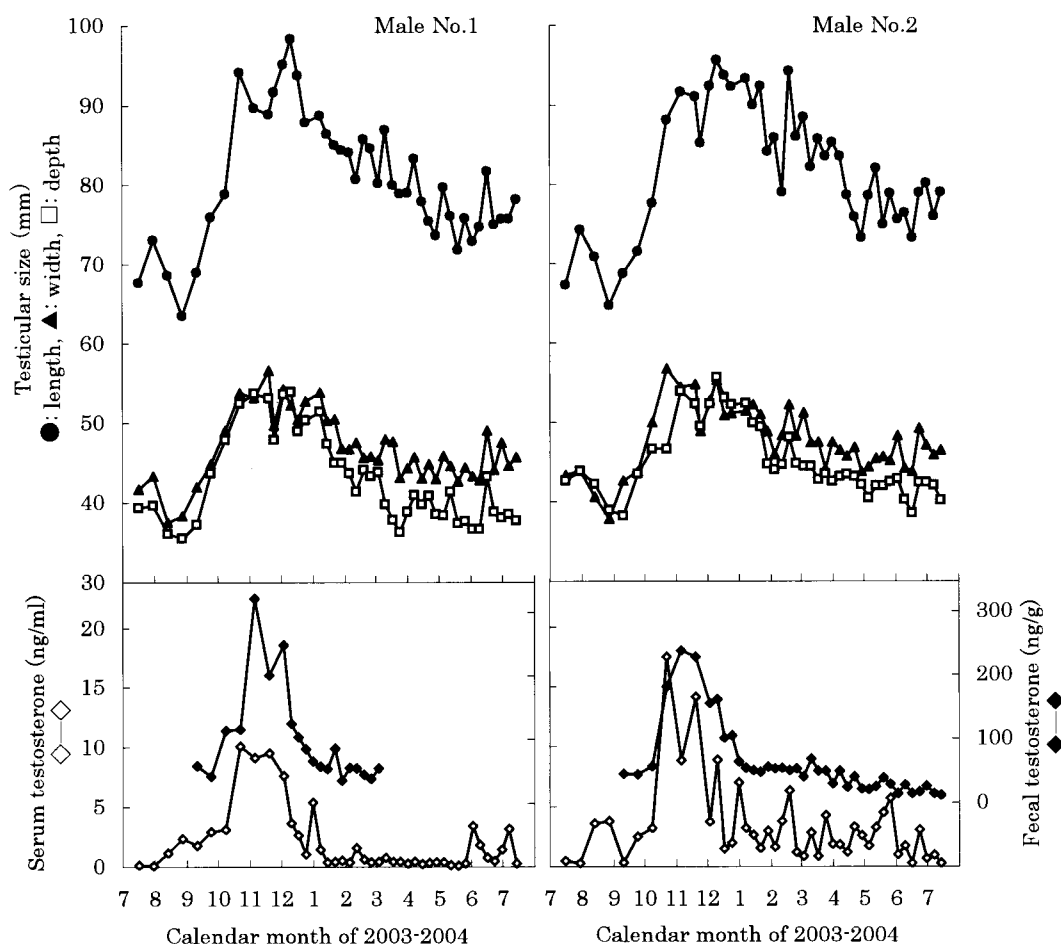 Male No.1
Male No.2
100
90
80
70
60
50
40
Testicular size (mm)
●: length, ▲: width, □: depth
30
20
15
10
5
0
Serum testosterone (ng/ml)
◇—◇
300
200
100
0
Fecal testosterone (ng/g)
◆—◆
7 8 9 10 11 12 1 2 3 4 5 6 7
7 8 9 10 11 12 1 2 3 4 5 6 7
Calendar month of 2003-2004
Calendar month of 2003-2004